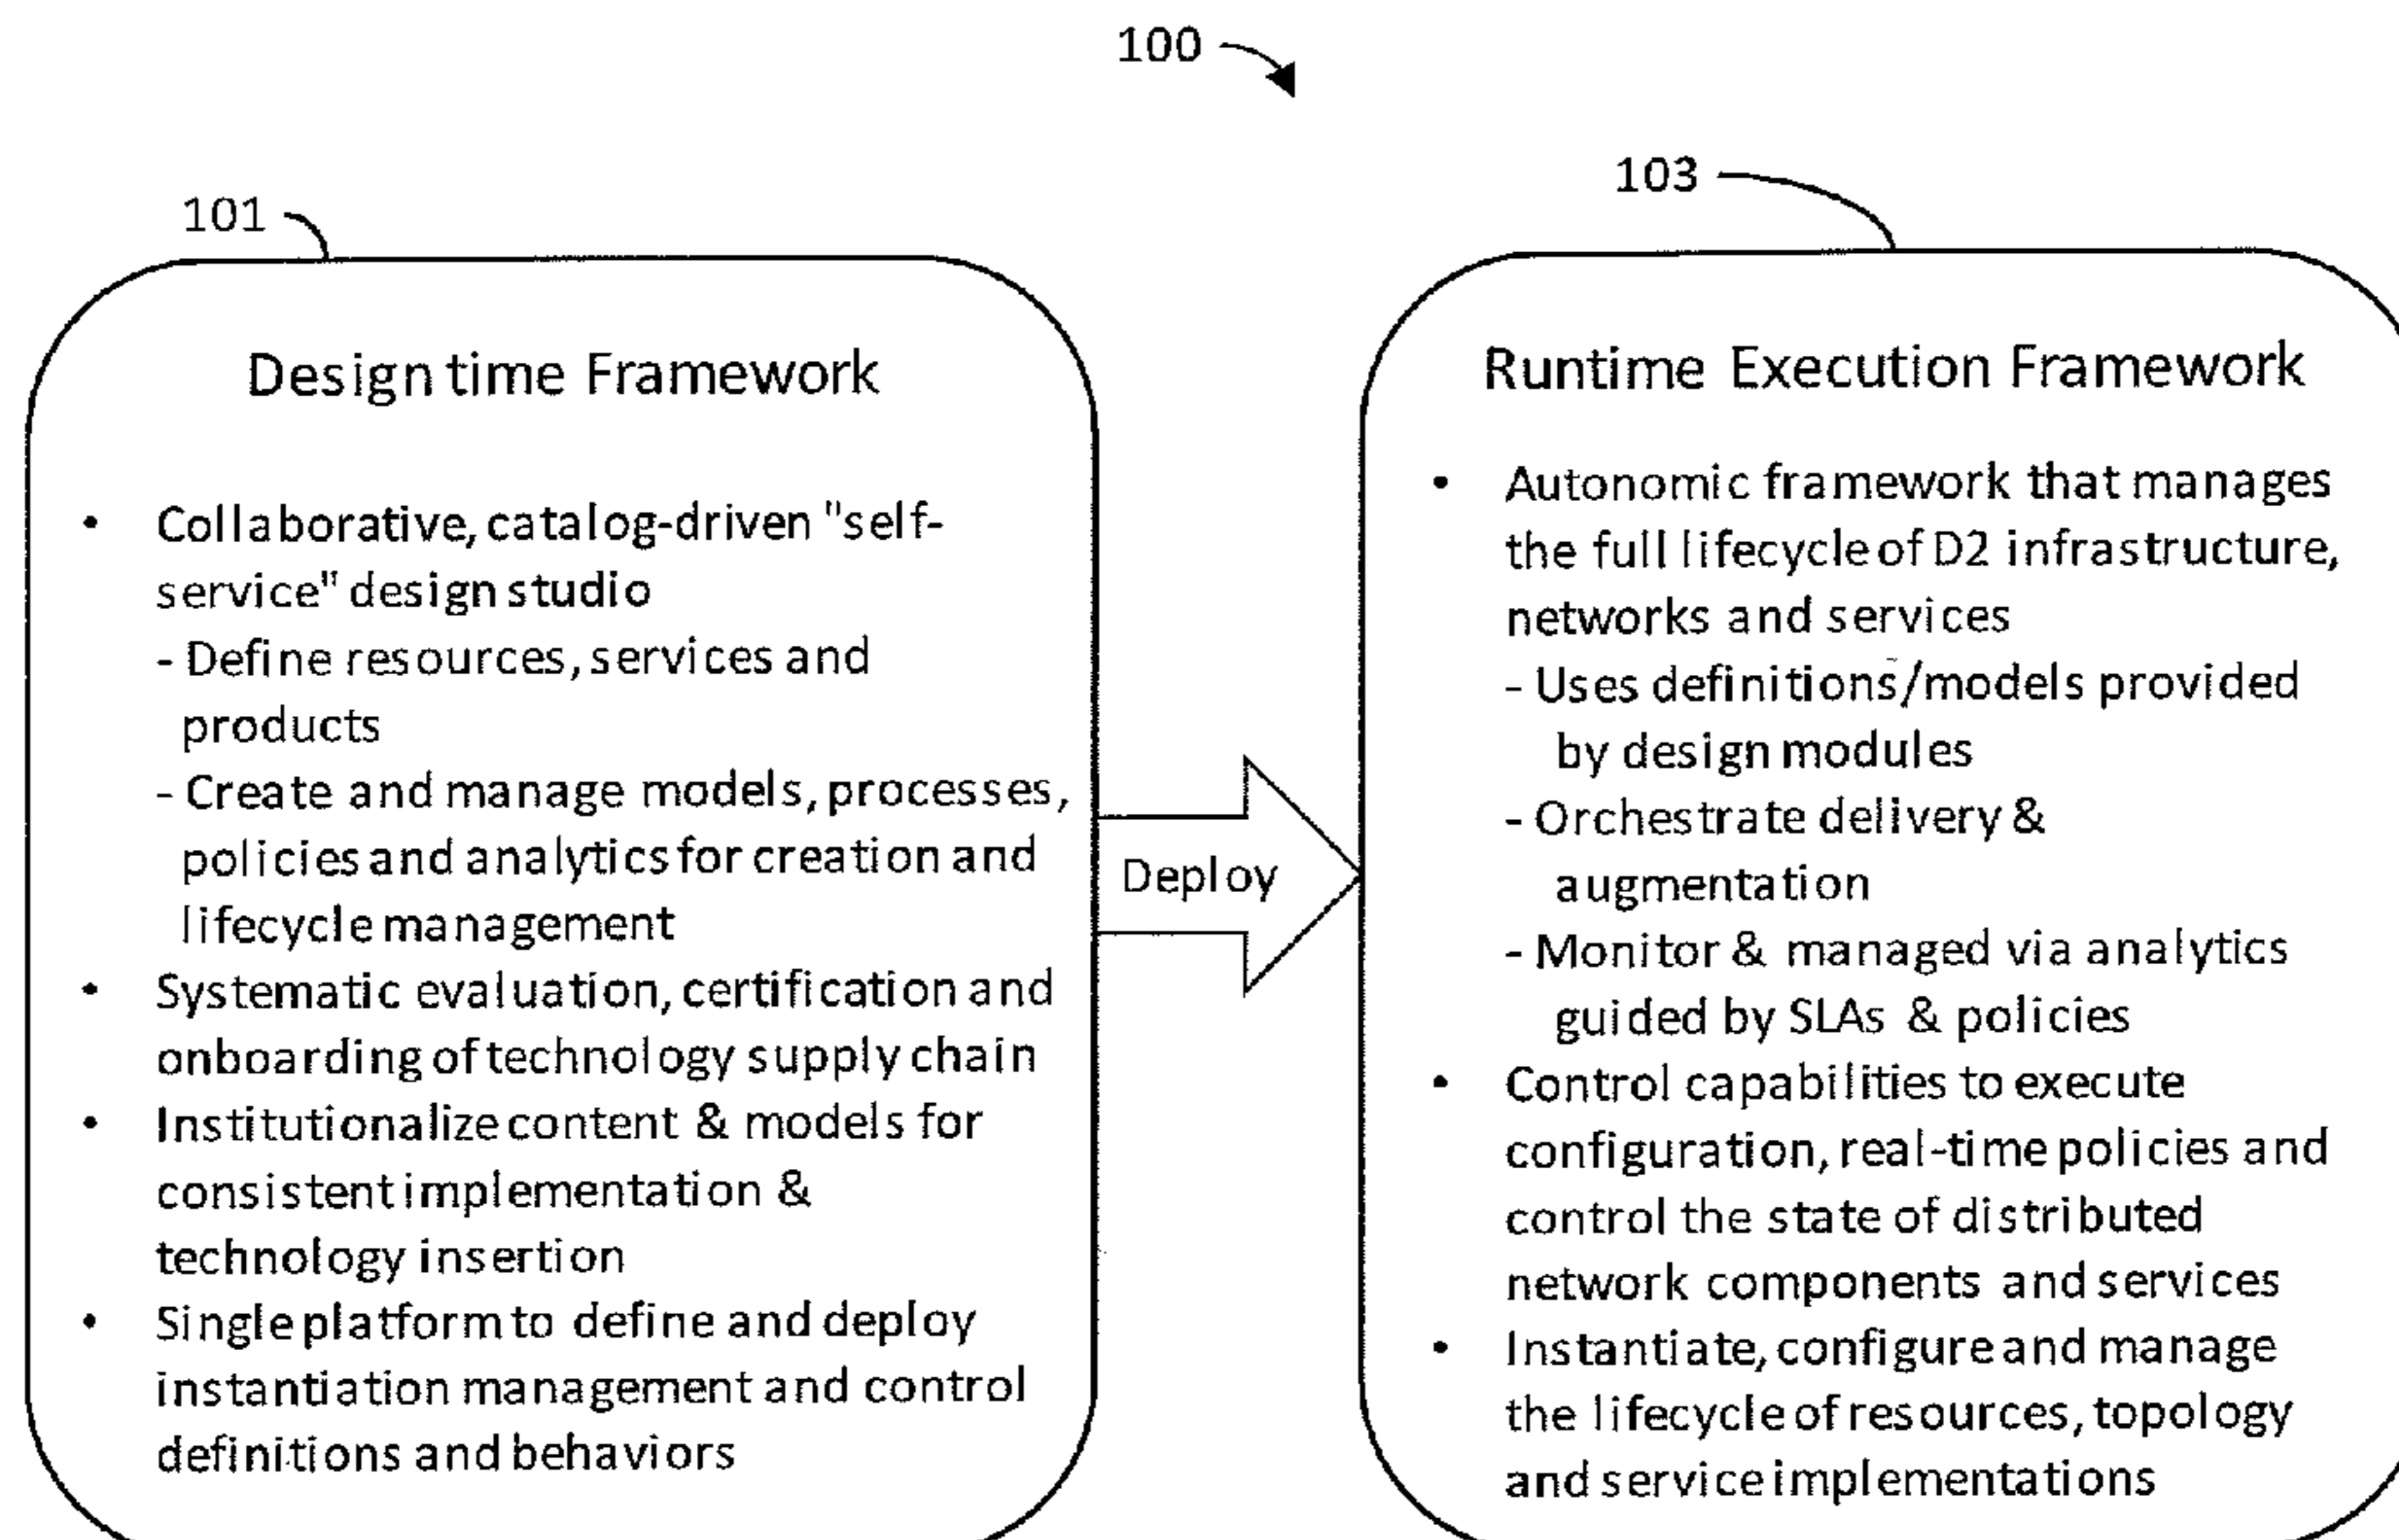 100
101
103
Design time Framework
• Collaborative, catalog-driven "self-
service" design studio
- Define resources, services and
products
- Create and manage models, processes,
policies and analytics for creation and
lifecycle management
• Systematic evaluation, certification and
onboarding of technology supply chain
• Institutionalize content & models for
consistent implementation &
technology insertion
• Single platform to define and deploy
instantiation management and control
definitions and behaviors
Deploy
Runtime Execution Framework
• Autonomic framework that manages
the full lifecycle of D2 infrastructure,
networks and services
- Uses definitions/models provided
by design modules
- Orchestrate delivery &
augmentation
- Monitor & managed via analytics
guided by SLAs & policies
• Control capabilities to execute
configuration, real-time policies and
control the state of distributed
network components and services
• Instantiate, configure and manage
the lifecycle of resources, topology
and service implementations